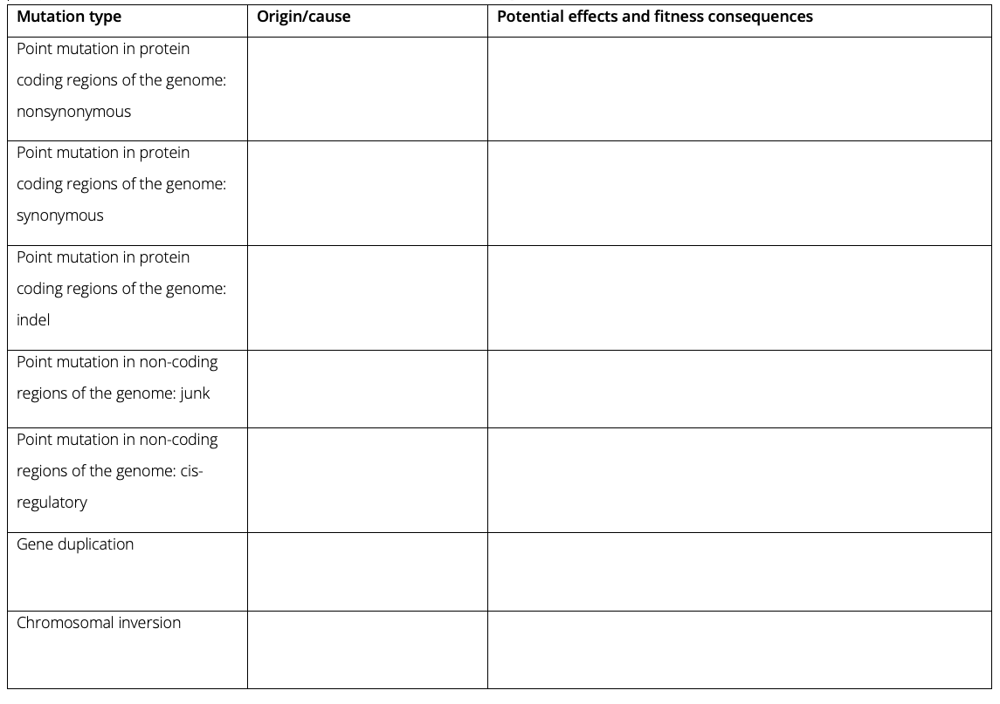 Mutation type
Origin/cause
Potential effects and fitness consequences
Point mutation in protein
coding regions of the genome:
nonsynonymous
Point mutation in protein
coding regions of the genome:
synonymous
Point mutation in protein
coding regions of the genome:
indel
Point mutation in non-coding
regions of the genome: junk
Point mutation in non-coding
regions of the genome: cis-
regulatory
Gene duplication
Chromosomal inversion